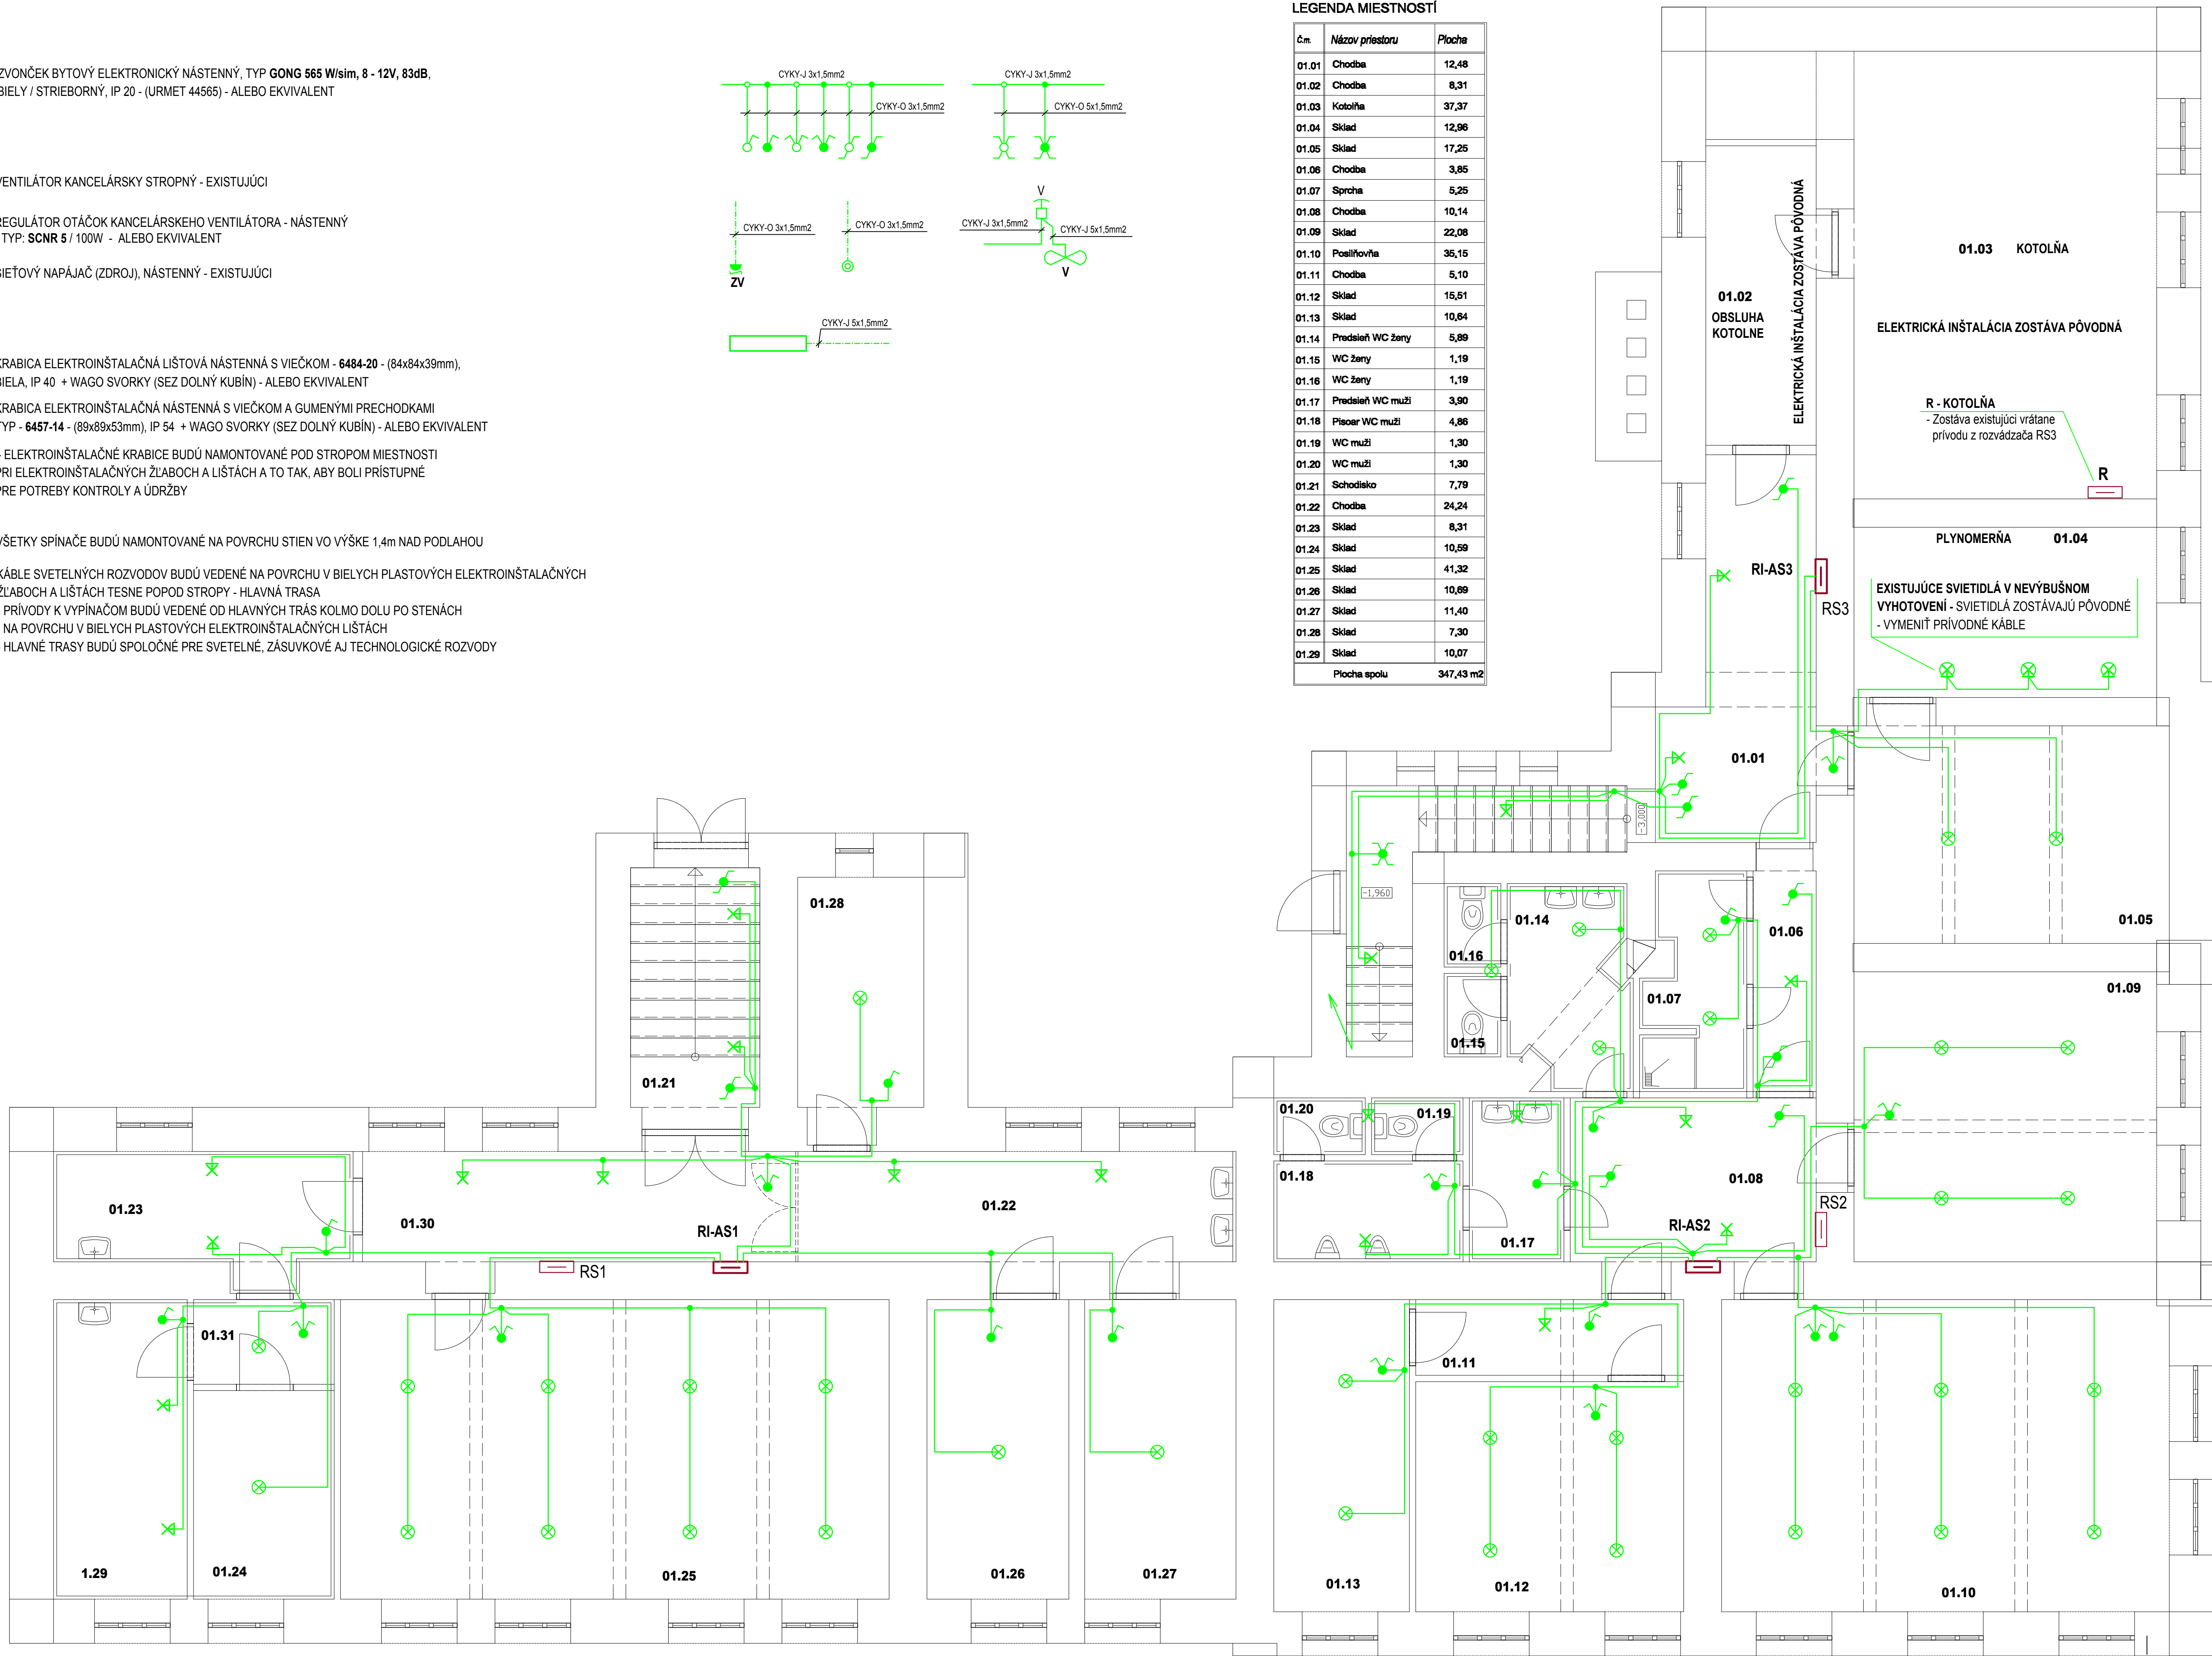 ZVONČEK BYTOVÝ ELEKTRONICKÝ NÁSTENNÝ, TYP GONG 565 W/sim, 8 - 12V, 83dB,
BIELY / STRIEBORNÝ, IP 20 - (URMET 44565) - ALEBO EKVIVALENT
VENTILÁTOR KANCELÁRSKY STROPNÝ - EXISTUJÚCI
REGULÁTOR OTÁČOK KANCELÁRSKEHO VENTILÁTORA - NÁSTENNÝ
TYP: SCNR 5 / 100W - ALEBO EKVIVALENT
SIEŤOVÝ NAPÁJAČ (ZDROJ), NÁSTENNÝ - EXISTUJÚCI
KRABICA ELEKTROINŠTALAČNÁ LIŠTOVÁ NÁSTENNÁ S VIEČKOM - 6484-20 - (84x84x39mm),
BIELA, IP 40 + WAGO SVORKY (SEZ DOLNÝ KUBÍN) - ALEBO EKVIVALENT
KRABICA ELEKTROINŠTALAČNÁ NÁSTENNÁ S VIEČKOM A GUMENÝMI PRECHODKAMI
TYP - 6457-14 - (89x89x53mm), IP 54 + WAGO SVORKY (SEZ DOLNÝ KUBÍN) - ALEBO EKVIVALENT
- ELEKTROINŠTALAČNÉ KRABICE BUDÚ NAMONTOVANÉ POD STROPOM MIESTNOSTI
PRI ELEKTROINŠTALAČNÝCH ŽĽABOCH A LIŠTÁCH A TO TAK, ABY BOLI PRÍSTUPNÉ
PRE POTREBY KONTROLY A ÚDRŽBY
VŠETKY SPÍNAČE BUDÚ NAMONTOVANÉ NA POVRCHU STIEN VO VÝŠKE 1,4m NAD PODLAHOU
KÁBLE SVETELNÝCH ROZVODOV BUDÚ VEDENÉ NA POVRCHU V BIELYCH PLASTOVÝCH ELEKTROINŠTALAČNÝCH
ŽĽABOCH A LIŠTÁCH TESNE POPOD STROPY - HLAVNÁ TRASA
PRÍVODY K VYPÍNAČOM BUDÚ VEDENÉ OD HLAVNÝCH TRÁS KOLMO DOLU PO STENÁCH
NA POVRCHU V BIELYCH PLASTOVÝCH ELEKTROINŠTALAČNÝCH LIŠTÁCH
- HLAVNÉ TRASY BUDÚ SPOLOČNÉ PRE SVETELNÉ, ZÁSUVKOVÉ AJ TECHNOLOGICKÉ ROZVODY
CYKY-J 3x1,5mm2
CYKY-O 3x1,5mm2
CYKY-J 3x1,5mm2
CYKY-O 5x1,5mm2
CYKY-O 3x1,5mm2
ZV
CYKY-O 3x1,5mm2
V
CYKY-J 3x1,5mm2
CYKY-J 5x1,5mm2
V
CYKY-J 5x1,5mm2
LEGENDA MIESTNOSTÍ
Č.m. Názov priestoru Plocha
01.01 Chodba 12,48
01.02 Chodba 8,31
01.03 Kotolňa 37,37
01.04 Sklad 12,96
01.05 Sklad 17,25
01.06 Chodba 3,85
01.07 Sprcha 5,25
01.08 Chodba 10,14
01.09 Sklad 22,08
01.10 Posilňovňa 35,15
01.11 Chodba 5,10
01.12 Sklad 15,51
01.13 Sklad 10,64
01.14 Predsieň WC ženy 5,89
01.15 WC ženy 1,19
01.16 WC ženy 1,19
01.17 Predsieň WC muži 3,90
01.18 Pisoar WC muži 4,86
01.19 WC muži 1,30
01.20 WC muži 1,30
01.21 Schodisko 7,79
01.22 Chodba 24,24
01.23 Sklad 8,31
01.24 Sklad 10,59
01.25 Sklad 41,32
01.26 Sklad 10,69
01.27 Sklad 11,40
01.28 Sklad 7,30
01.29 Sklad 10,07
Plocha spolu 347,43 m2
01.02
OBSLUHA
KOTOLNE
ELEKTRICKÁ INŠTALÁCIA ZOSTÁVA PÔVODNÁ
01.03 KOTOLŇA
ELEKTRICKÁ INŠTALÁCIA ZOSTÁVA PÔVODNÁ
R - KOTOLŇA
- Zostáva existujúci vrátane
prívodu z rozvádzača RS3
R
PLYNOMERŇA 01.04
RI-AS3
RS3
EXISTUJÚCE SVIETIDLÁ V NEVÝBUŠNOM
VYHOTOVENÍ - SVIETIDLÁ ZOSTÁVAJÚ PÔVODNÉ
- VYMENIŤ PRÍVODNÉ KÁBLE
01.01
-3,000
-1,960
01.28
01.14
01.05
01.06
01.16
01.09
01.07
01.15
01.21
01.20
01.19
01.18
01.08
01.23
01.30
01.22
RS2
RI-AS1
RI-AS2
01.17
RS1
01.31
01.11
1.29
01.24
01.25
01.26
01.27
01.13
01.12
01.10